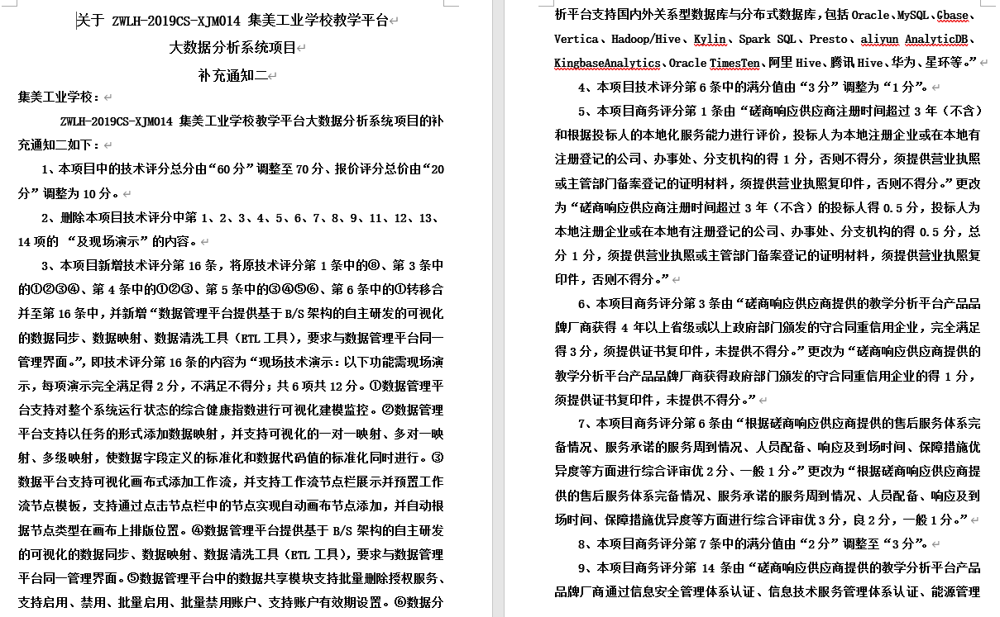 关于 ZWLH-2019CS-XJM014 集美工业学校教学平台
大数据分析系统项目
补充通知二
集美工业学校：
ZWLH-2019CS-XJM014 集美工业学校教学平台大数据分析系统项目的补
充通知二如下：
1、本项目中的技术评分总分由“60 分”调整至 70 分、报价评分总价由“20
分”调整为 10 分。
2、删除本项目技术评分中第 1、2、3、4、5、6、7、8、9、11、12、13、
14 项的 “及现场演示”的内容。
3、本项目新增技术评分第 16 条，将原技术评分第 1 条中的⑧、第 3 条中
的①②③④、第 4 条中的①②③、第 5 条中的③④⑤⑥、第 6 条中的①转移合
并至第 16 条中，并新增“数据管理平台提供基于 B/S 架构的自主研发的可视化
的数据同步、数据映射、数据清洗工具（ETL 工具），要求与数据管理平台同一
管理界面。”，即技术评分第 16 条的内容为“现场技术演示：以下功能需现场演
示，每项演示完全满足得 2 分，不满足不得分；共 6 项共 12 分。①数据管理平
台支持对整个系统运行状态的综合健康指数进行可视化建模监控。②数据管理
平台支持以任务的形式添加数据映射，并支持可视化的一对一映射、多对一映
射、多级映射，使数据字段定义的标准化和数据代码值的标准化同时进行。③
数据平台支持可视化画布式添加工作流，并支持工作流节点栏展示并预置工作
流节点模板，支持通过点击节点栏中的节点实现自动画布节点添加，并自动根
据节点类型在画布上排版位置。④数据管理平台提供基于 B/S 架构的自主研发
的可视化的数据同步、数据映射、数据清洗工具（ETL 工具），要求与数据管理
平台同一管理界面。⑤数据管理平台中的数据共享模块支持批量删除授权服务、
支持启用、禁用、批量启用、批量禁用账户、支持账户有效期设置。⑥数据分
析平台支持国内外关系型数据库与分布式数据库，包括 Oracle、MySQL、Gbase、
Vertica、Hadoop/Hive、Kylin、Spark SQL、Presto、aliyun AnalyticDB、
KingbaseAnalytics、Oracle TimesTen、阿里 Hive、腾讯 Hive、华为、星环等。”
4、本项目技术评分第 6 条中的满分值由“3 分”调整为“1 分”。
5、本项目商务评分第 1 条由“磋商响应供应商注册时间超过 3 年（不含）
和根据投标人的本地化服务能力进行评价，投标人为本地注册企业或在本地有
注册登记的公司、办事处、分支机构的得 1 分，否则不得分，须提供营业执照
或主管部门备案登记的证明材料，须提供营业执照复印件，否则不得分。”更改
为“磋商响应供应商注册时间超过 3 年（不含）的投标人得 0.5 分，投标人为
本地注册企业或在本地有注册登记的公司、办事处、分支机构的得 0.5 分，总
分 1 分，须提供营业执照或主管部门备案登记的证明材料，须提供营业执照复
印件，否则不得分。”
6、本项目商务评分第 3 条由“磋商响应供应商提供的教学分析平台产品品
牌厂商获得 4 年以上省级或以上政府部门颁发的守合同重信用企业，完全满足
得 3 分，须提供证书复印件，未提供不得分。”更改为“磋商响应供应商提供的
教学分析平台产品品牌厂商获得政府部门颁发的守合同重信用企业的得 1 分，
须提供证书复印件，未提供不得分。”
7、本项目商务评分第 6 条由“根据磋商响应供应商提供的售后服务体系完
备情况、服务承诺的服务周到情况、人员配备、响应及到场时间、保障措施优
异度等方面进行综合评审优 2 分、一般 1 分。”更改为“根据磋商响应供应商提
供的售后服务体系完备情况、服务承诺的服务周到情况、人员配备、响应及到
场时间、保障措施优异度等方面进行综合评审优 3 分，良 2 分，一般 1 分。”
8、本项目商务评分第 7 条中的满分值由“2 分”调整至“3 分”。
9、本项目商务评分第 14 条由“磋商响应供应商提供的教学分析平台产品
品牌厂商通过信息安全管理体系认证、信息技术服务管理体系认证、能源管理